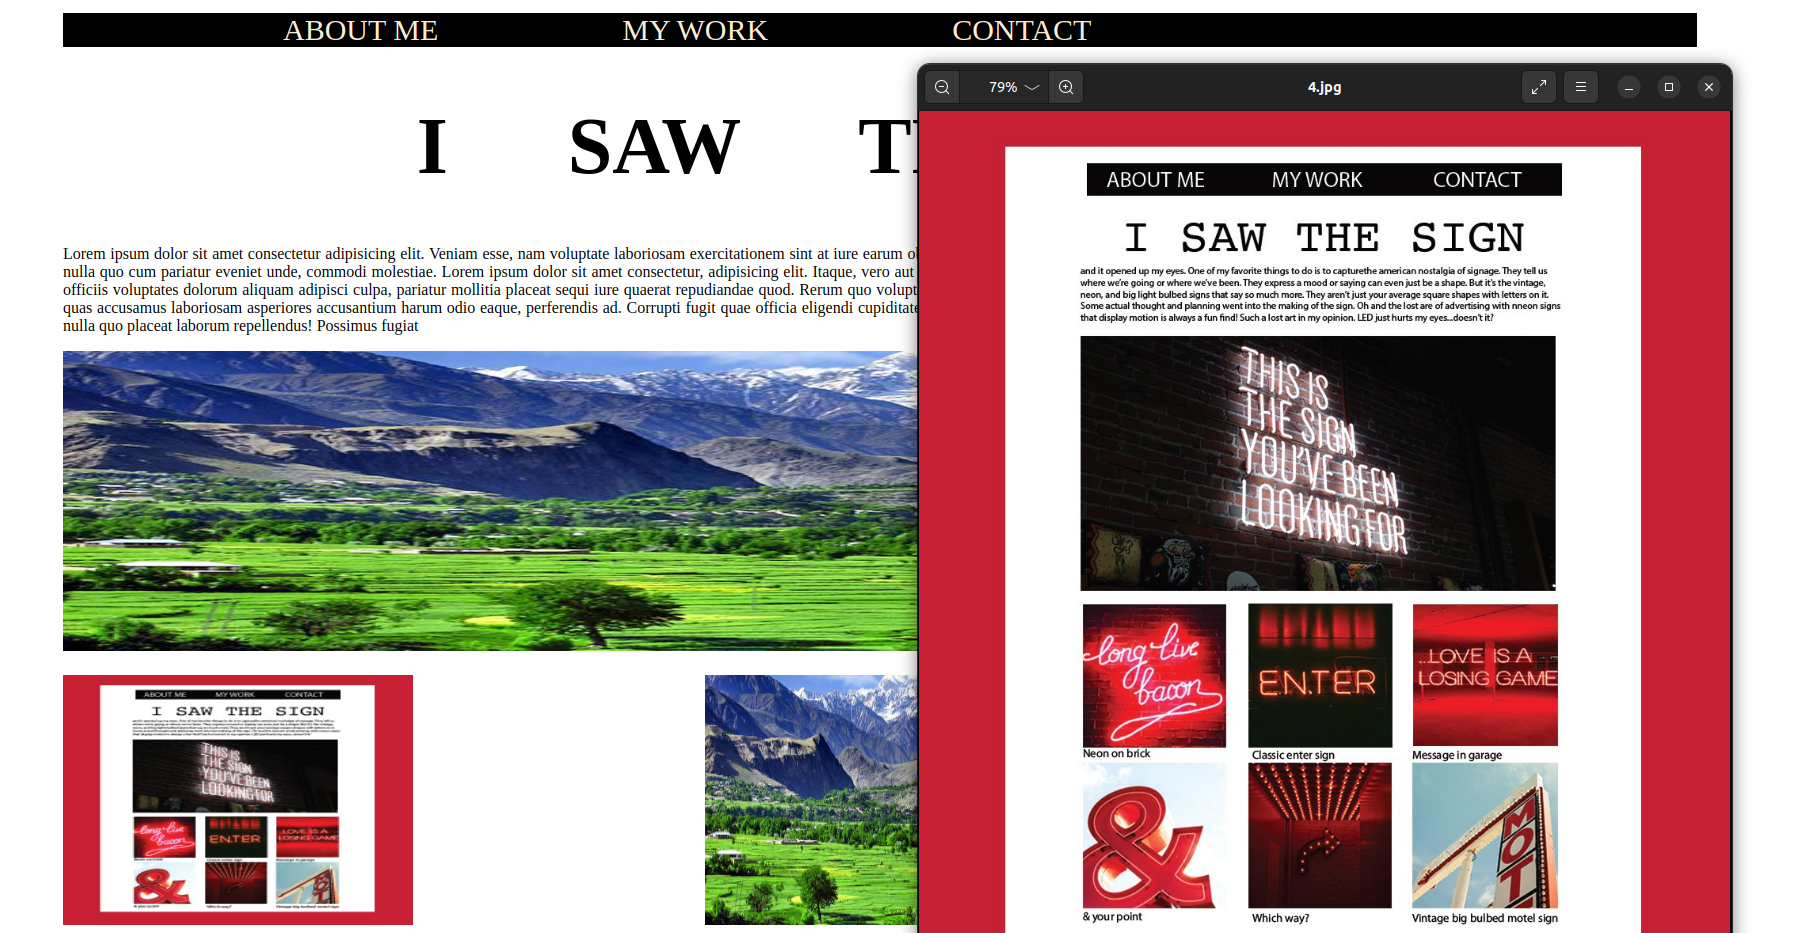 ABOUT ME MY WORK CONTACT
I SAW
Lorem ipsum dolor sit amet consectetur adipisicing elit. Veniam esse, nam voluptate laboriosam exercitationem sint at iure earum
nulla quo cum pariatur eveniet unde, commodi molestiae. Lorem ipsum dolor sit amet consectetur, adipisicing elit. Itaque, vero aut
officiis voluptates dolorum aliquam adipisci culpa, pariatur mollitia placeat sequi iure quaerat repudiandae quod. Rerum quo
quas accusamus laboriosam asperiores accusantium harum odio eaque, perferendis ad. Corrupti fugit quae officia eligendi
nulla quo placeat laborum repellendus! Possimus fugiat
ABOUT ME MY WORK CONTACT
I SAW THE SIGN
THIS IS
THE SIGN
YOU'VE BEEN
LOOKING FOR
long live
bacon
ENTER
LOVE IS A
LOSING GAME
&
79%
4.jpg
ABOUT ME MY WORK CONTACT
I SAW THE SIGN
and it opened up my eyes. One of my favorite things to do is to capturethe american nostalgia of signage. They tell us
where we're going or where we've been. They express a mood or saying can even just be a shape. But it's the vintage,
neon, and big light bulbed signs that say so much more. They aren't just your average square shapes with letters on it.
Some actual thought and planning went into the making of the sign. Oh and the lost are of advertising with nneon signs
that display motion is always a fun find! Such a lost art in my opinion. LED just hurts my eyes...doesn't it?
THIS IS
THE SIGN
YOU'VE BEEN
LOOKING FOR
long live
bacon
ENTER
...LOVE IS A
LOSING GAME
Neon on brick Classic enter sign Message in garage
&
MOT
& your point Which way? Vintage big bulbed motel sign